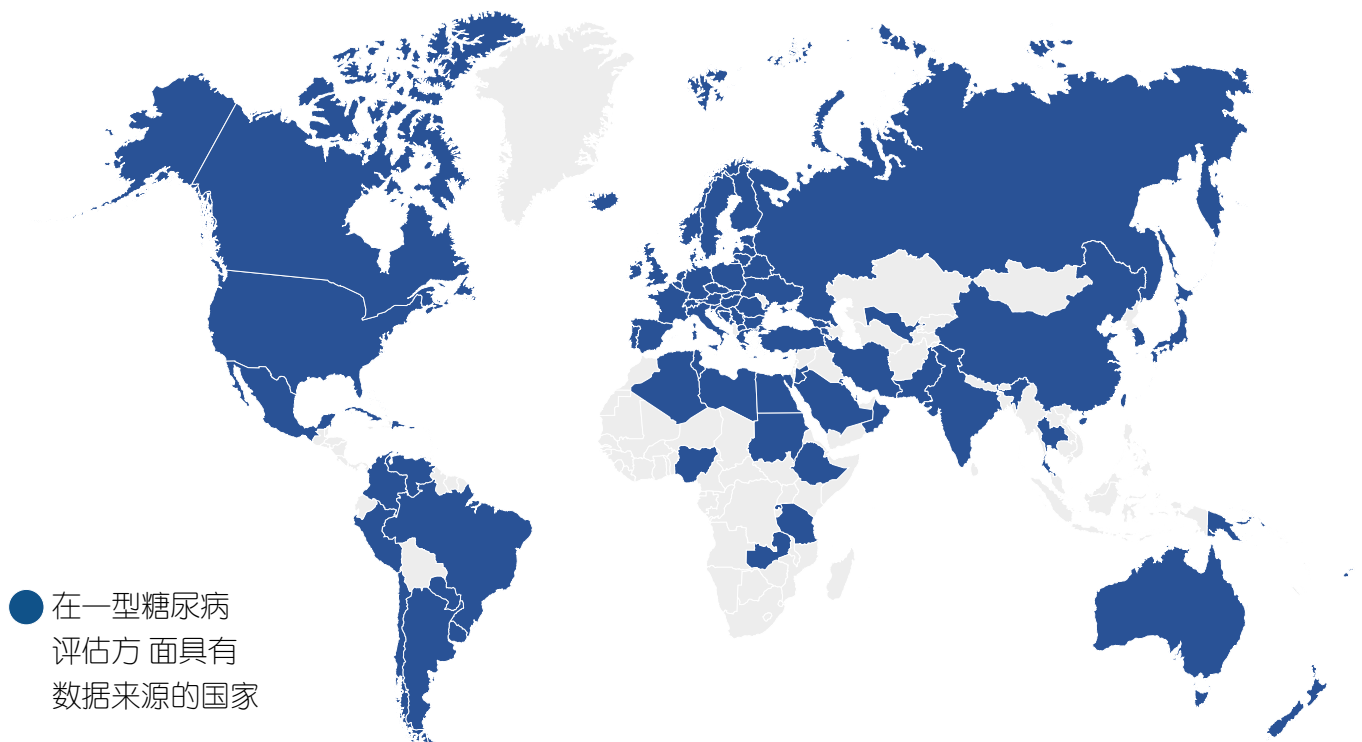 在一型糖尿病
评估方 面具有
数据来源的国家